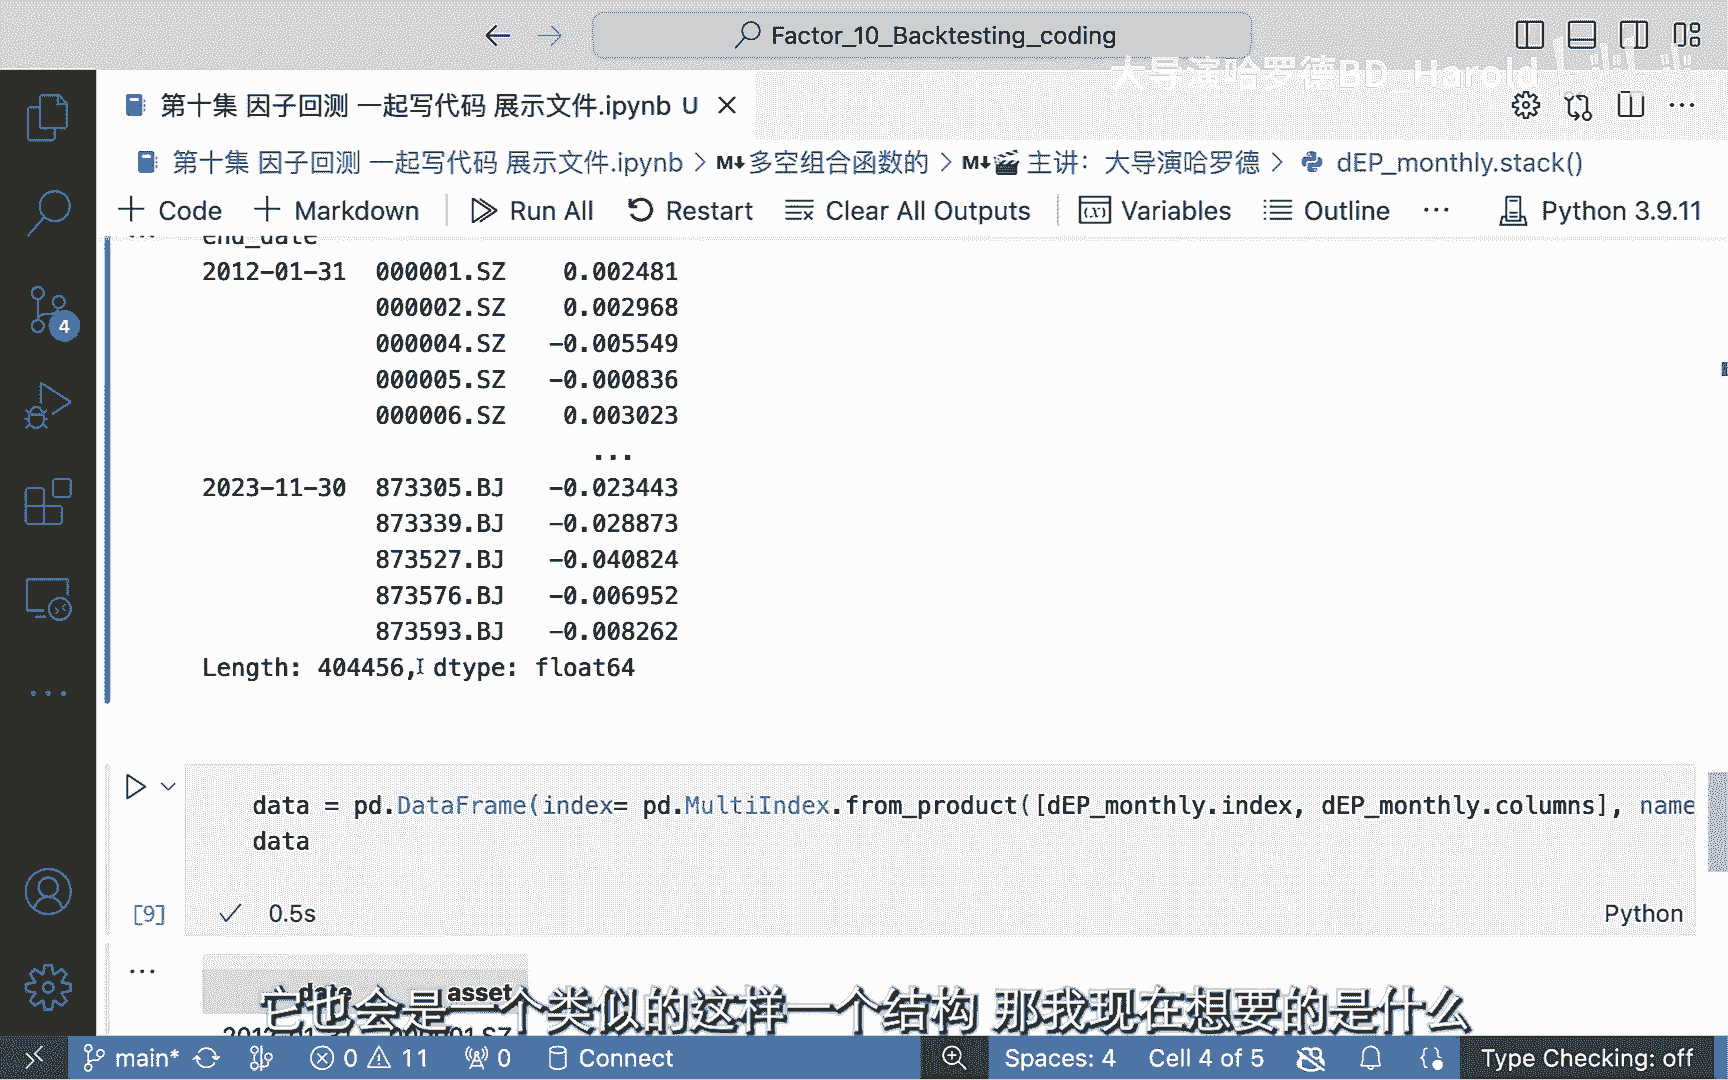 Factor_10_Backtesting_coding
大导演哈罗德BD_Harold
第十集 因子回测 一起写代码 展示文件.ipynb U
第十集 因子回测 一起写代码 展示文件.ipynb > M↓多空组合函数的 > M↓🎬 主讲：大导演哈罗德 > dEP_monthly.stack()
+ Code + Markdown Run All Restart Clear All Outputs Variables Outline ··· Python 3.9.11
end_date
2012-01-31 000001.SZ 0.002481
000002.SZ 0.002968
000004.SZ -0.005549
000005.SZ -0.000836
000006.SZ 0.003023
...
2023-11-30 873305.BJ -0.023443
873339.BJ -0.028873
873527.BJ -0.040824
873576.BJ -0.006952
873593.BJ -0.008262
Length: 404456, dtype: float64
data = pd.DataFrame(index= pd.MultiIndex.from_product([dEP_monthly.index, dEP_monthly.columns], name
data
[9] 0.5s Python
date asset
它也会是一个类似的这样一个结构 那我现在想要的是什么
4
main* 0 11 0 Connect Spaces: 4 Cell 4 of 5 Type Checking: off